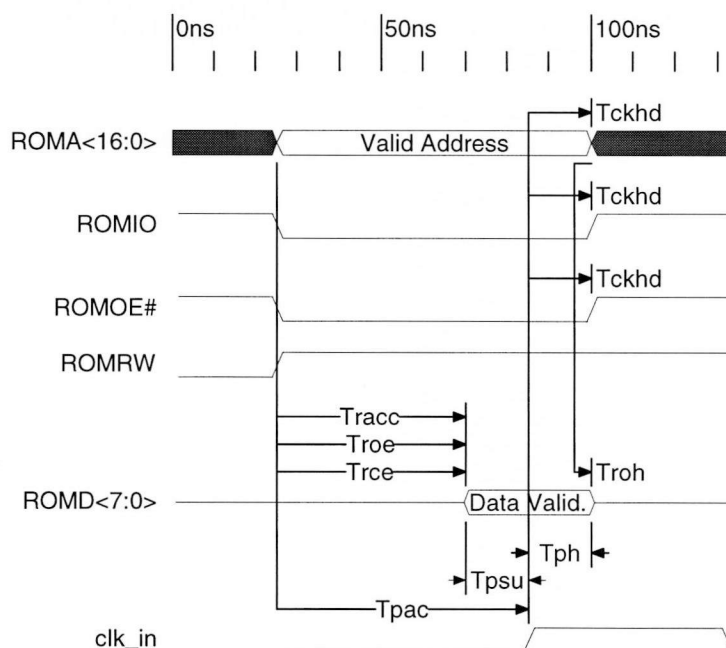 0ns 50ns 100ns
Tckhd
ROMA<16:0> Valid Address
Tckhd
ROMIO
Tckhd
ROMOE#
ROMRW
Tracc
Troe
Trce Troh
ROMD<7:0> Data Valid.
Tph
Tpsu
Tpac
clk_in